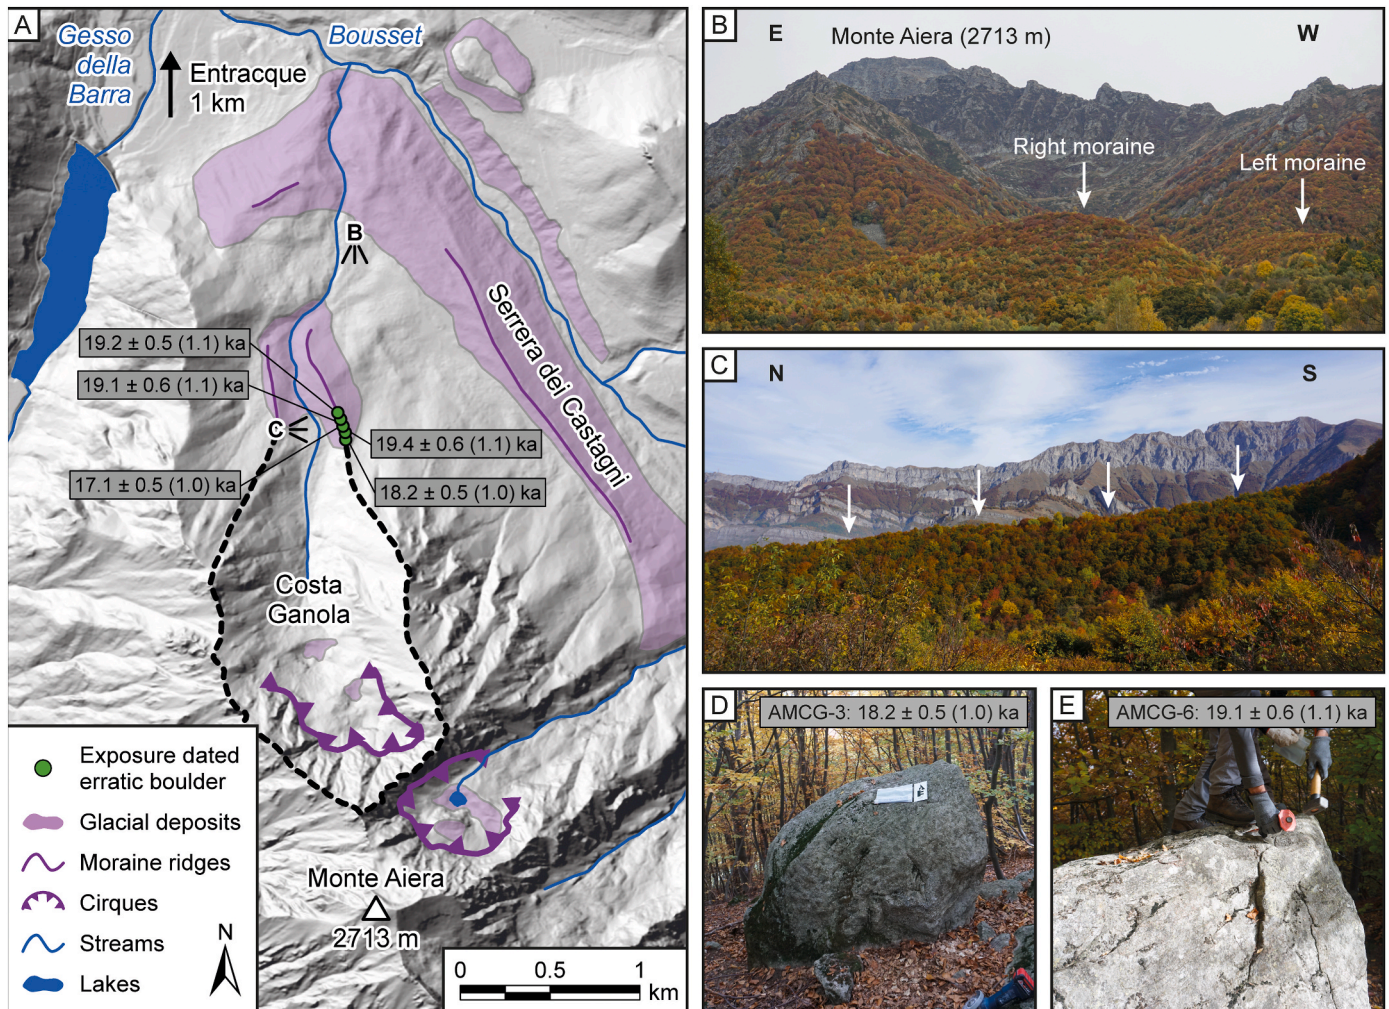 A
Gesso
della
Barra
Bousset
Entracque
1 km
B
Serrera dei Castagni
19.2 ± 0.5 (1.1) ka
19.1 ± 0.6 (1.1) ka
C
19.4 ± 0.6 (1.1) ka
17.1 ± 0.5 (1.0) ka
18.2 ± 0.5 (1.0) ka
Costa
Ganola
Monte Aiera
2713 m
Exposure dated
erratic boulder
Glacial deposits
Moraine ridges
Cirques
Streams
Lakes
N
0 0.5 1
km
B
E
Monte Aiera (2713 m)
W
Right moraine
Left moraine
C
N
S
D
AMCG-3: 18.2 ± 0.5 (1.0) ka
E
AMCG-6: 19.1 ± 0.6 (1.1) ka